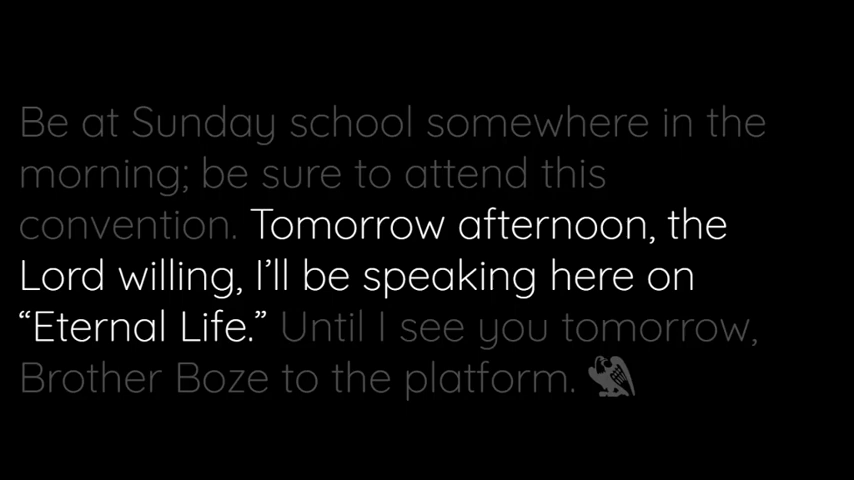 Be at Sunday school somewhere in the
morning; be sure to attend this
convention. Tomorrow afternoon, the
Lord willing, I’ll be speaking here on
“Eternal Life.” Until I see you tomorrow,
Brother Boze to the platform.